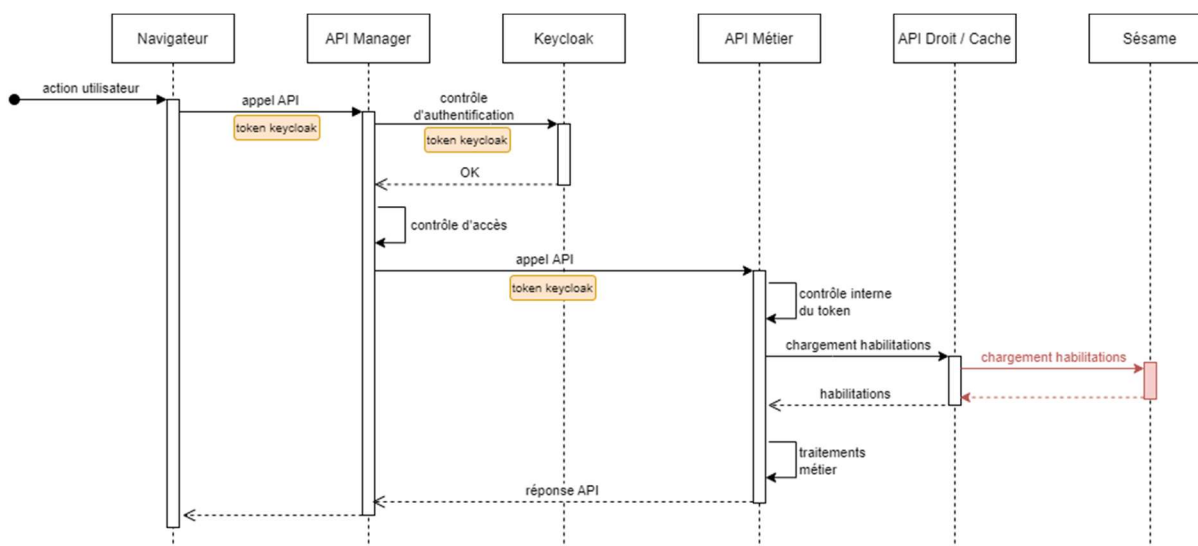 Navigateur
API Manager
Keycloak
API Métier
API Droit / Cache
Sésame
action utilisateur
appel API
token keycloak
contrôle
d'authentification
token keycloak
OK
contrôle d'accès
appel API
token keycloak
contrôle interne
du token
chargement habilitations
chargement habilitations
habilitations
traitements
métier
réponse API